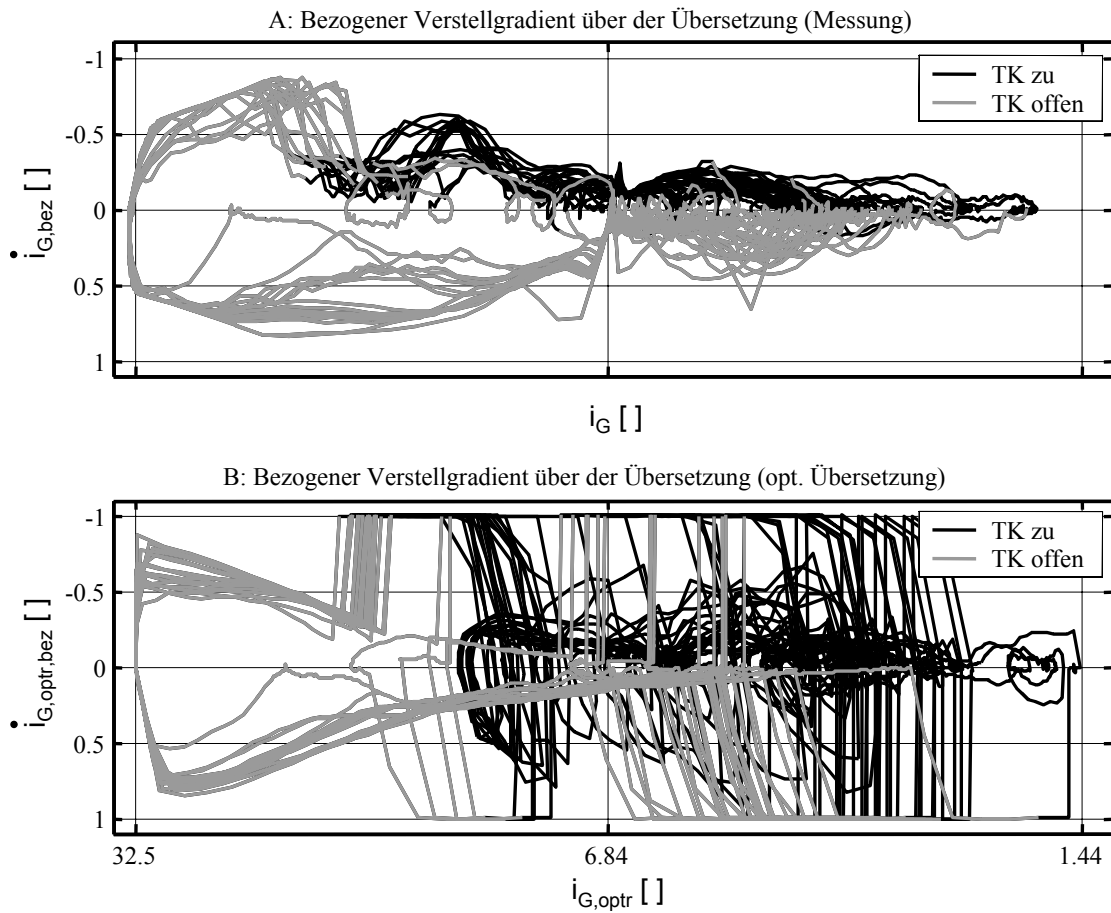 A: Bezogener Verstellgradient über der Übersetzung (Messung)
-1
-0.5
0
0.5
1
i̇G,bez [ ]
TK zu
TK offen
iG [ ]
B: Bezogener Verstellgradient über der Übersetzung (opt. Übersetzung)
-1
-0.5
0
0.5
1
i̇G,optr,bez [ ]
TK zu
TK offen
32.5 6.84 1.44
iG,optr [ ]